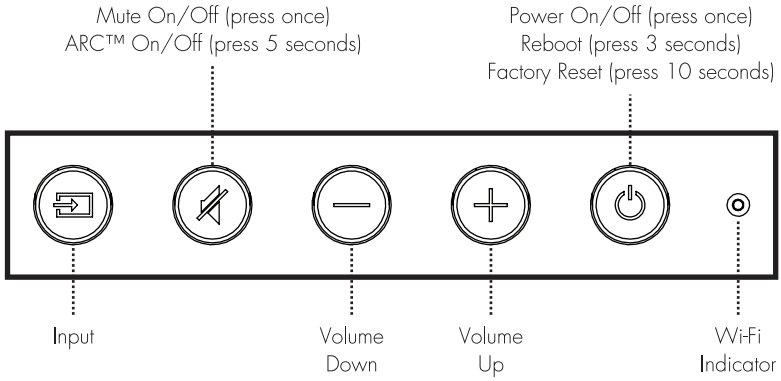 Mute On/Off (press once)
ARC™ On/Off (press 5 seconds)
Power On/Off (press once)
Reboot (press 3 seconds)
Factory Reset (press 10 seconds)
Input
Volume
Down
Volume
Up
Wi-Fi
Indicator